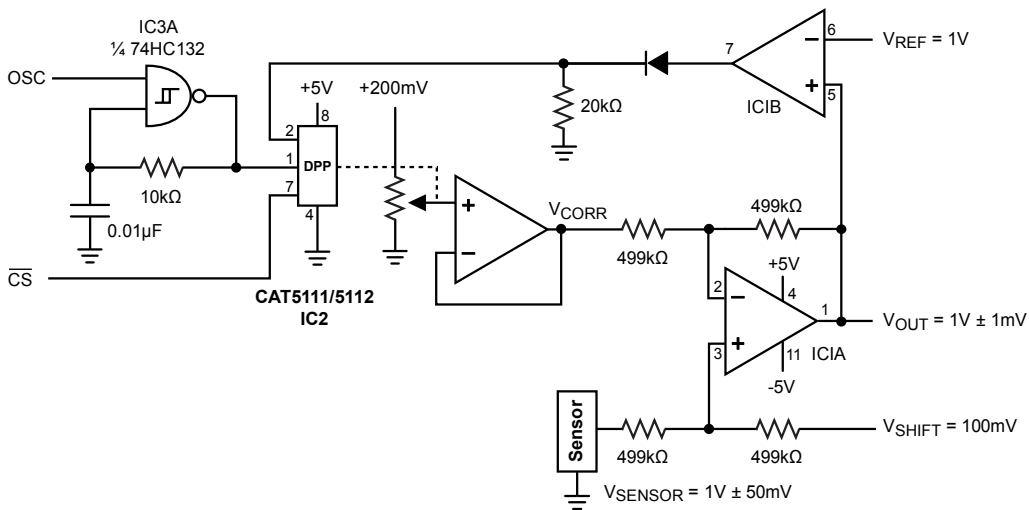 IC3A
¼ 74HC132
OSC
10kΩ
0.01µF
CS
+5V
8
2
1
7
DPP
4
CAT5111/5112
IC2
+200mV
+
−
VCORR
499kΩ
499kΩ
20kΩ
7
6
5
−
+
ICIB
VREF = 1V
+5V
4
2
−
1
3
+
11
-5V
ICIA
VOUT = 1V ± 1mV
Sensor
499kΩ
499kΩ
VSHIFT = 100mV
VSENSOR = 1V ± 50mV